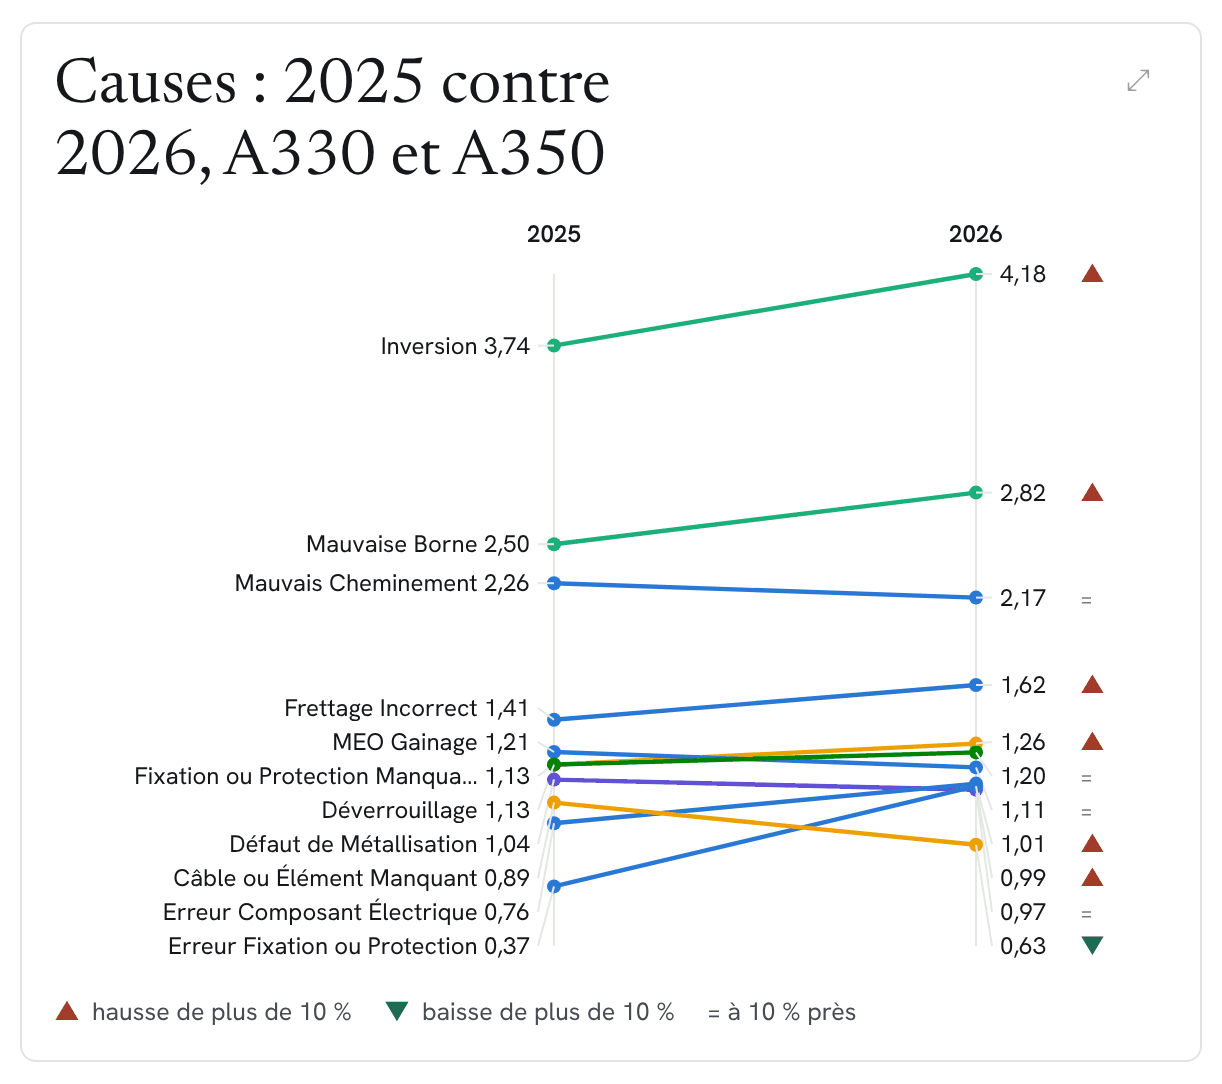 Causes : 2025 contre
2026, A330 et A350
2025 2026
4,18 ▲
Inversion 3,74
2,82 ▲
Mauvaise Borne 2,50
Mauvais Cheminement 2,26
2,17 =
1,62 ▲
Frettage Incorrect 1,41
MEO Gainage 1,21 1,26 ▲
Fixation ou Protection Manqua... 1,13 1,20 =
Déverrouillage 1,13 1,11 =
Défaut de Métallisation 1,04 1,01 ▲
Câble ou Élément Manquant 0,89 0,99 ▲
Erreur Composant Électrique 0,76 0,97 =
Erreur Fixation ou Protection 0,37 0,63 ▼
▲ hausse de plus de 10 % ▼ baisse de plus de 10 % = à 10 % près